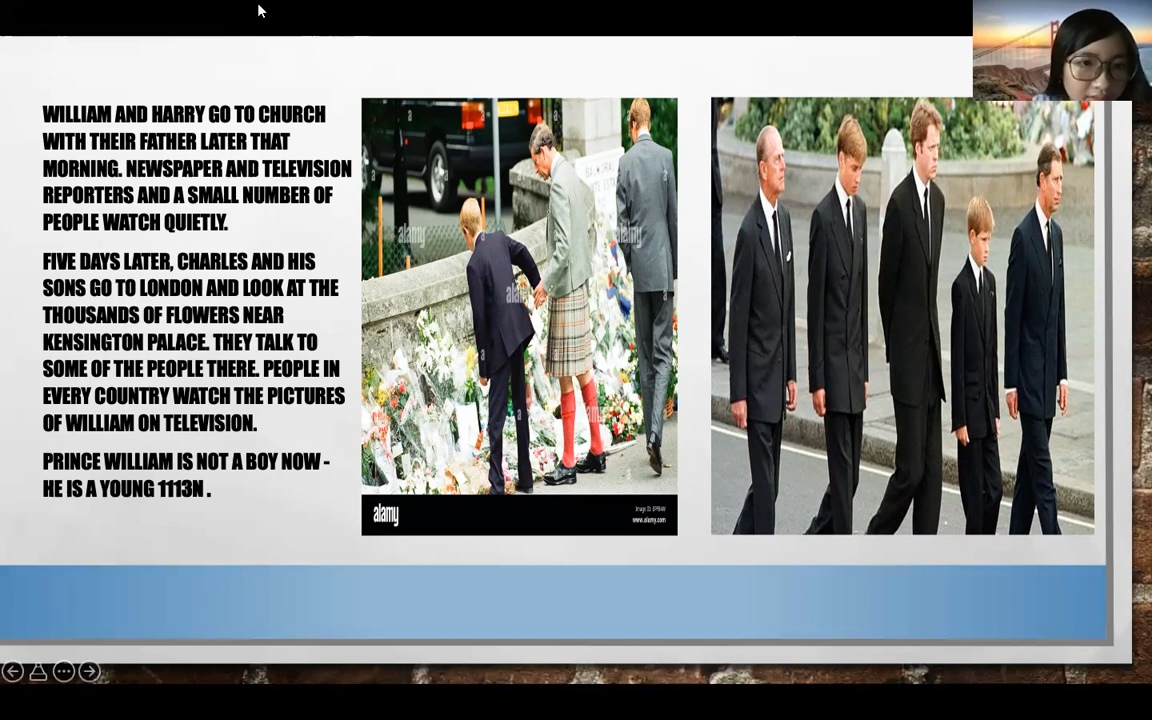 WILLIAM AND HARRY GO TO CHURCH
WITH THEIR FATHER LATER THAT
MORNING. NEWSPAPER AND TELEVISION
REPORTERS AND A SMALL NUMBER OF
PEOPLE WATCH QUIETLY.
FIVE DAYS LATER, CHARLES AND HIS
SONS GO TO LONDON AND LOOK AT THE
THOUSANDS OF FLOWERS NEAR
KENSINGTON PALACE. THEY TALK TO
SOME OF THE PEOPLE THERE. PEOPLE IN
EVERY COUNTRY WATCH THE PICTURES
OF WILLIAM ON TELEVISION.
PRINCE WILLIAM IS NOT A BOY NOW -
HE IS A YOUNG 1113N .
alamy
alamy
alamy
www.alamy.com